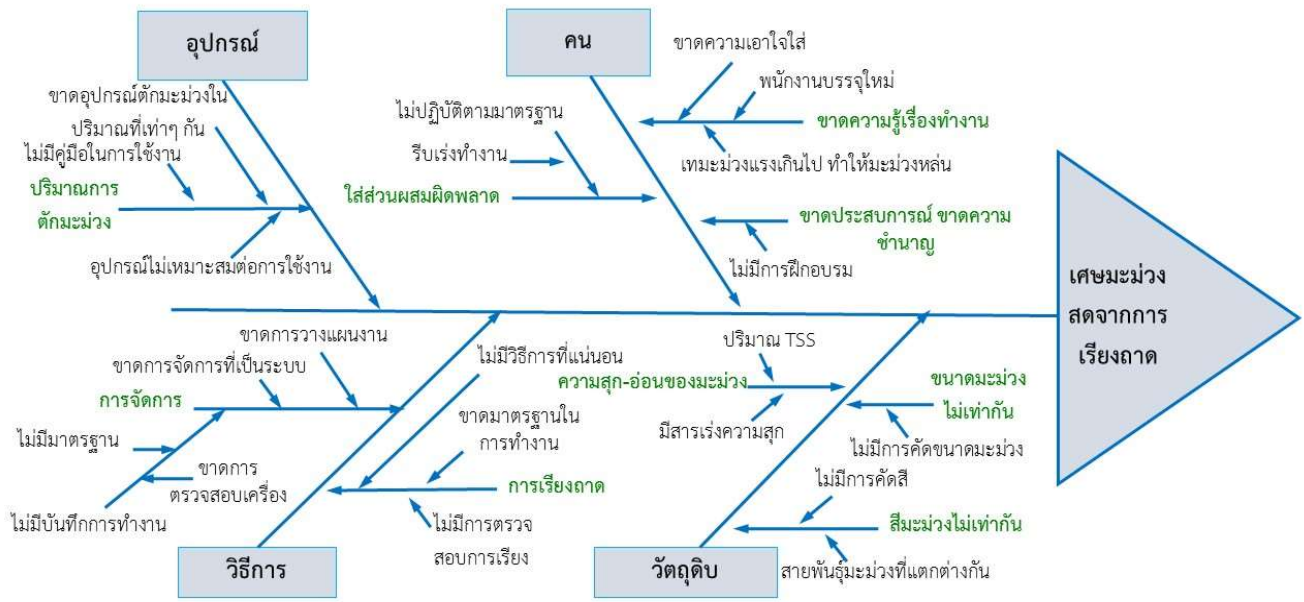 อุปกรณ์
คน
ขาดความเอาใจใส่
พนักงานบรรจุใหม่
ขาดความรู้เรื่องทำงาน
เทมะม่วงแรงเกินไป ทำให้มะม่วงหล่น
ขาดอุปกรณ์ตักมะม่วงใน
ปริมาณที่เท่าๆ กัน
ไม่มีคู่มือในการใช้งาน
ปริมาณการ
ตักมะม่วง
อุปกรณ์ไม่เหมาะสมต่อการใช้งาน
ไม่ปฏิบัติตามมาตรฐาน
รีบเร่งทำงาน
ใส่ส่วนผสมผิดพลาด
ขาดประสบการณ์ ขาดความ
ชำนาญ
ไม่มีการฝึกอบรม
เศษมะม่วง
สดจากการ
เรียงถาด
ขาดการวางแผนงาน
ขาดการจัดการที่เป็นระบบ
การจัดการ
ไม่มีมาตรฐาน
ขาดการ
ตรวจสอบเครื่อง
ไม่มีบันทึกการทำงาน
ไม่มีวิธีการที่แน่นอน
ขาดมาตรฐานใน
การทำงาน
การเรียงถาด
ไม่มีการตรวจ
สอบการเรียง
วิธีการ
ปริมาณ TSS
ความสุก-อ่อนของมะม่วง
มีสารเร่งความสุก
ขนาดมะม่วง
ไม่เท่ากัน
ไม่มีการคัดขนาดมะม่วง
ไม่มีการคัดสี
สีมะม่วงไม่เท่ากัน
สายพันธุ์มะม่วงที่แตกต่างกัน
วัตถุดิบ